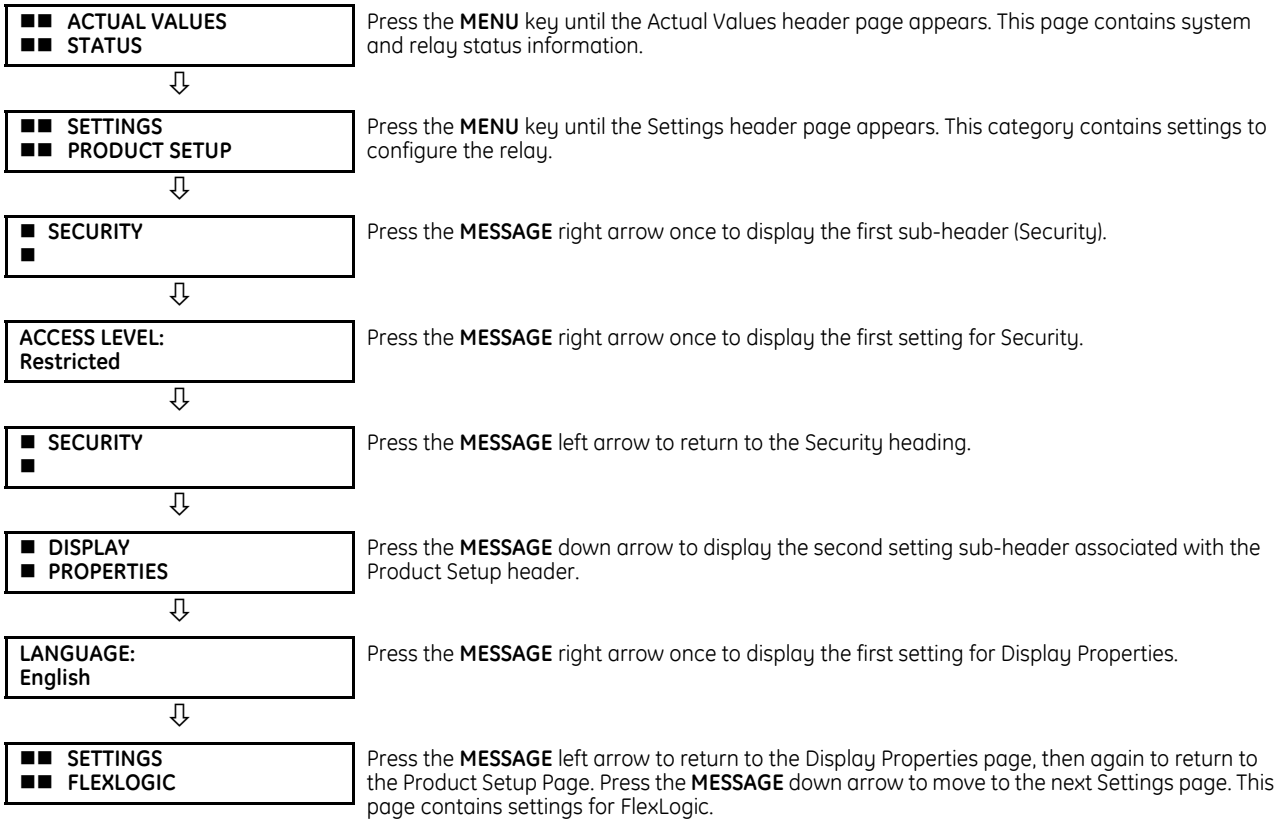 ■■ ACTUAL VALUES
■■ STATUS
Press the MENU key until the Actual Values header page appears. This page contains system
and relay status information.
⇩
■■ SETTINGS
■■ PRODUCT SETUP
Press the MENU key until the Settings header page appears. This category contains settings to
configure the relay.
⇩
■ SECURITY
■
Press the MESSAGE right arrow once to display the first sub-header (Security).
⇩
ACCESS LEVEL:
Restricted
Press the MESSAGE right arrow once to display the first setting for Security.
⇩
■ SECURITY
■
Press the MESSAGE left arrow to return to the Security heading.
⇩
■ DISPLAY
■ PROPERTIES
Press the MESSAGE down arrow to display the second setting sub-header associated with the
Product Setup header.
⇩
LANGUAGE:
English
Press the MESSAGE right arrow once to display the first setting for Display Properties.
⇩
■■ SETTINGS
■■ FLEXLOGIC
Press the MESSAGE left arrow to return to the Display Properties page, then again to return to
the Product Setup Page. Press the MESSAGE down arrow to move to the next Settings page. This
page contains settings for FlexLogic.